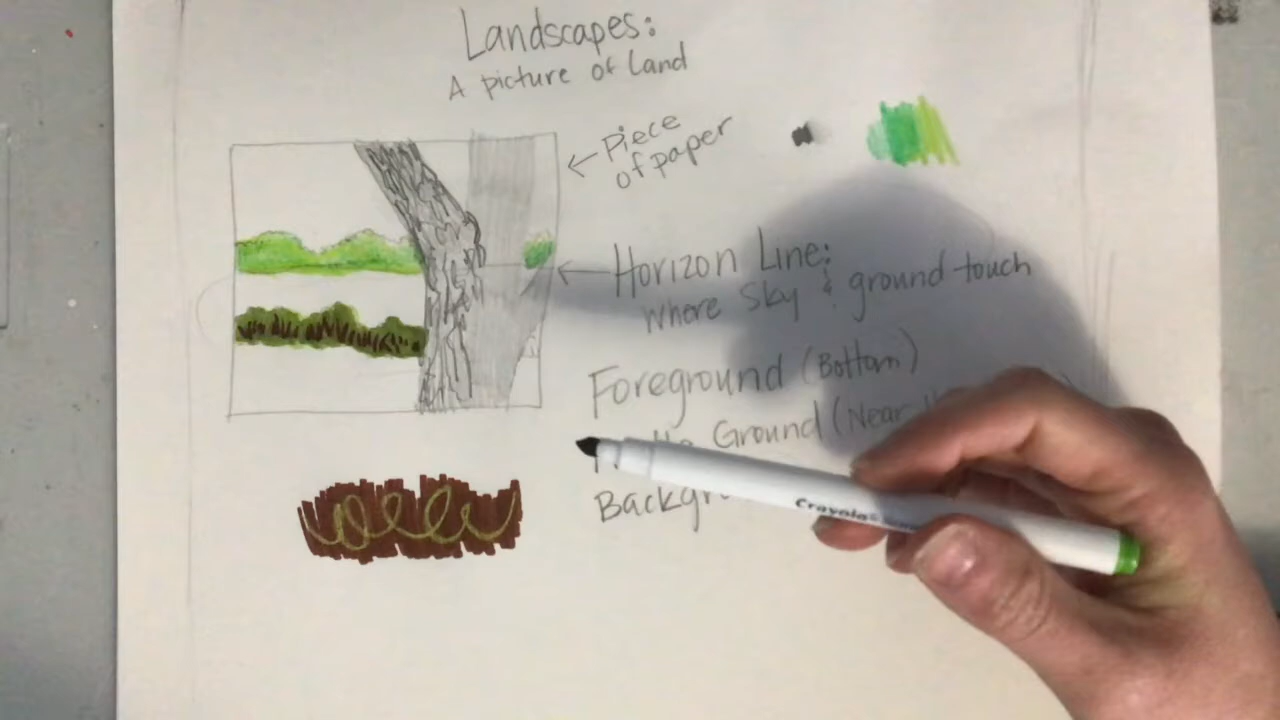 Landscapes:
A picture of Land
← Piece
of paper
← Horizon Line:
Where Sky & ground touch
Foreground (Bottom)
Ground (Near
Backgr
Crayola